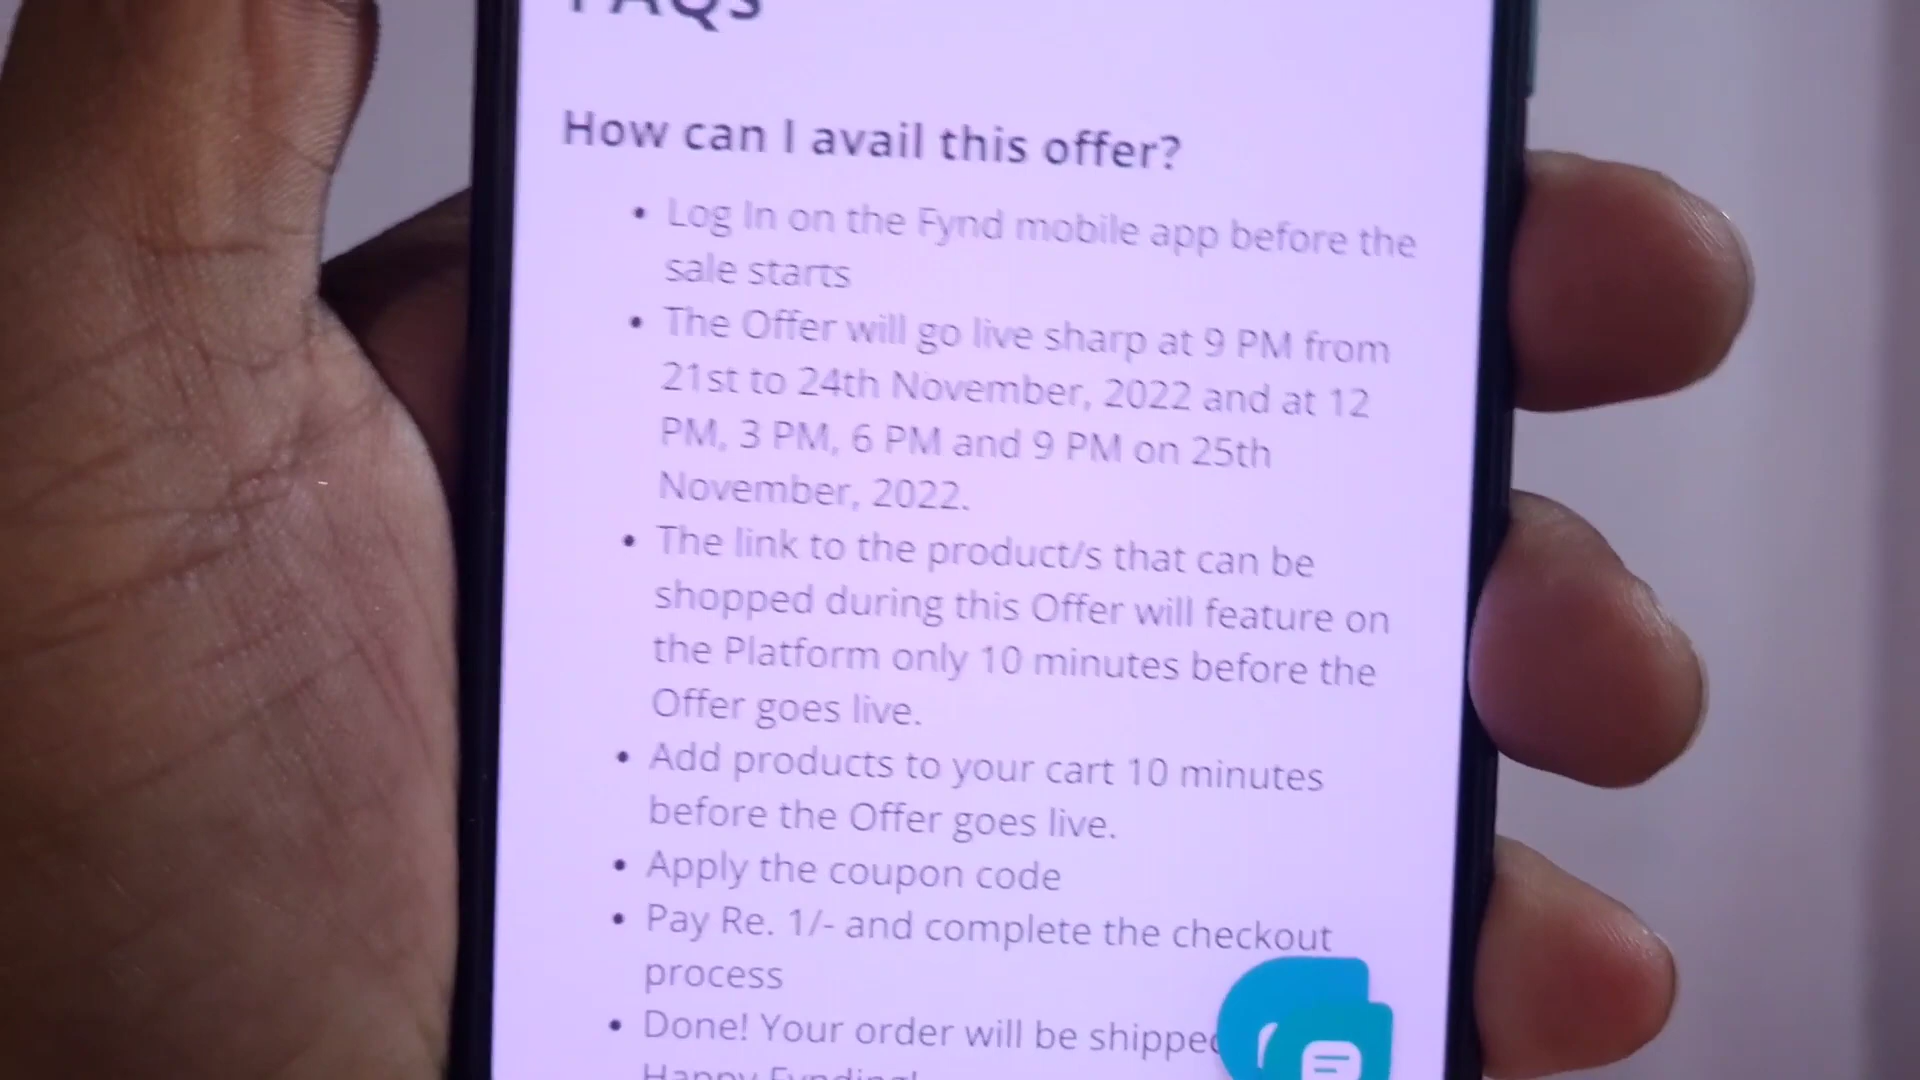 FAQs
How can I avail this offer?
• Log In on the Fynd mobile app before the
sale starts
• The Offer will go live sharp at 9 PM from
21st to 24th November, 2022 and at 12
PM, 3 PM, 6 PM and 9 PM on 25th
November, 2022.
• The link to the product/s that can be
shopped during this Offer will feature on
the Platform only 10 minutes before the
Offer goes live.
• Add products to your cart 10 minutes
before the Offer goes live.
• Apply the coupon code
• Pay Re. 1/- and complete the checkout
process
• Done! Your order will be shipped
Happy Fynding!